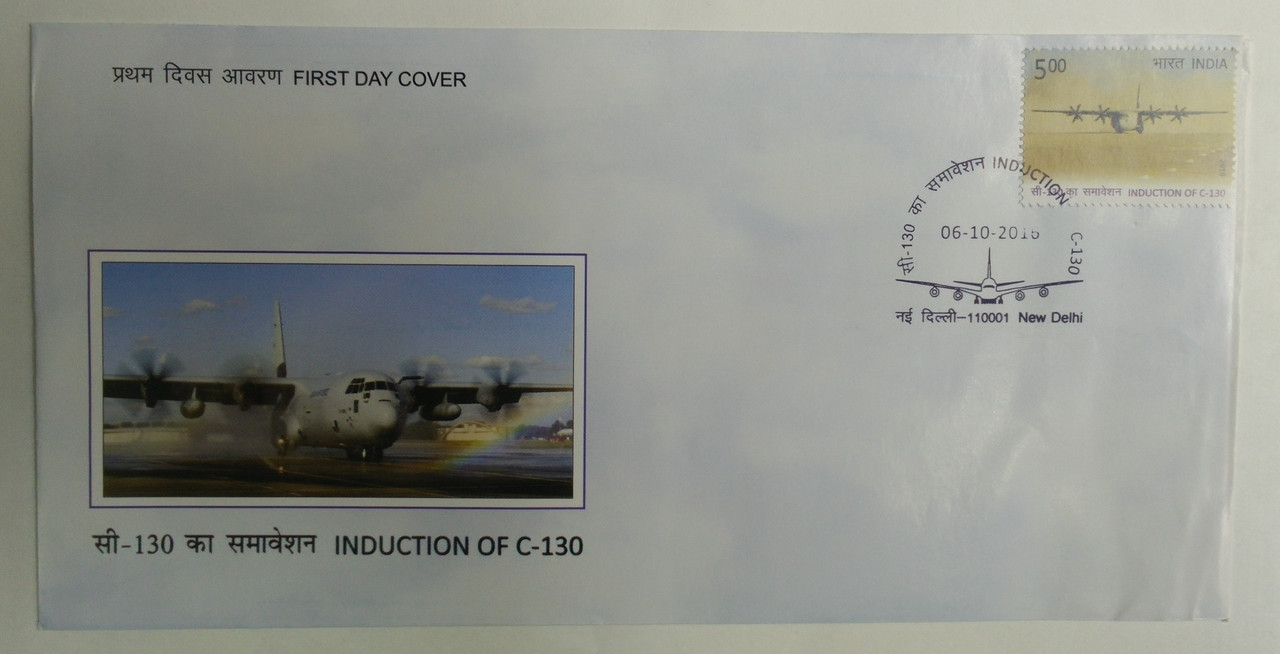 प्रथम दिवस आवरण FIRST DAY COVER
5.00 भारत INDIA
सी-130 का समावेशन INDUCTION OF C-130
सी-130 का समावेशन INDUCTION C-130
06-10-2016
नई दिल्ली-110001 New Delhi
सी-130 का समावेशन INDUCTION OF C-130